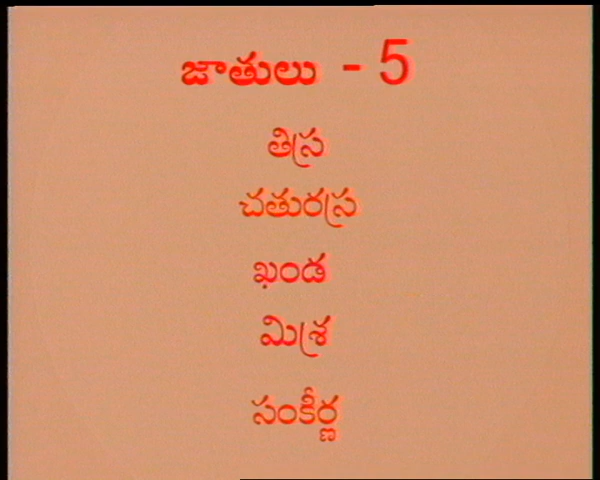 జాతులు - 5
తిస్ర
చతురస్ర
ఖండ
మిశ్ర
సంకీర్ణ